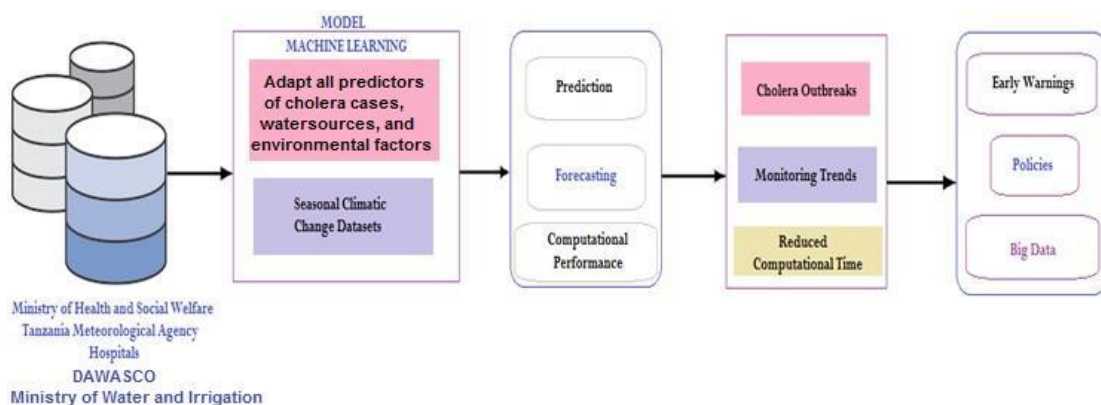 MODEL
MACHINE LEARNING
Adapt all predictors
of cholera cases,
watersources, and
environmental factors
Seasonal Climatic
Change Datasets
Prediction
Forecasting
Computational
Performance
Cholera Outbreaks
Monitoring Trends
Reduced
Computational Time
Early Warnings
Policies
Big Data
Ministry of Health and Social Welfare
Tanzania Meteorological Agency
Hospitals
DAWASCO
Ministry of Water and Irrigation